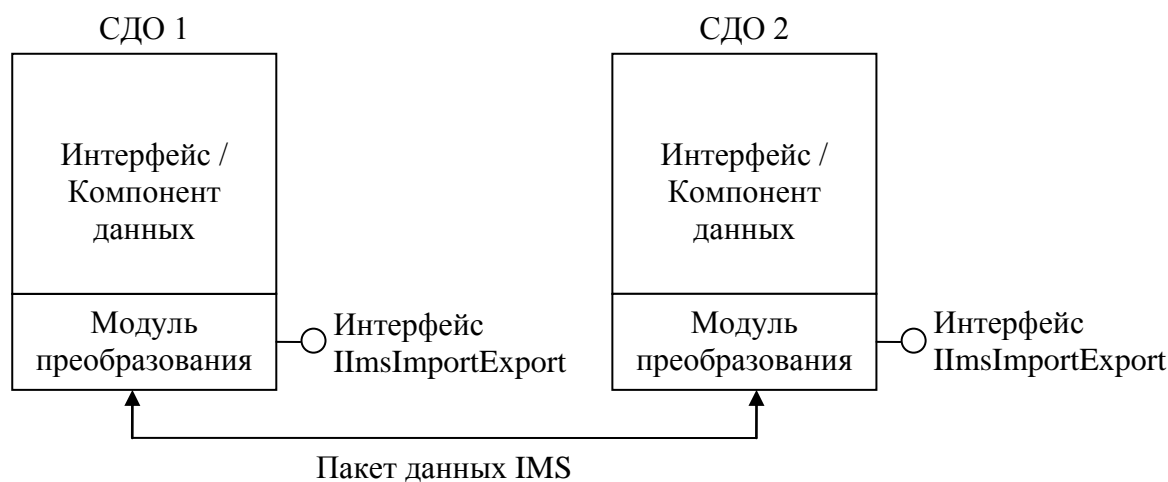 СДО 1
Интерфейс /
Компонент
данных
Модуль
преобразования
Интерфейс
IImsImportExport
СДО 2
Интерфейс /
Компонент
данных
Модуль
преобразования
Интерфейс
IImsImportExport
Пакет данных IMS